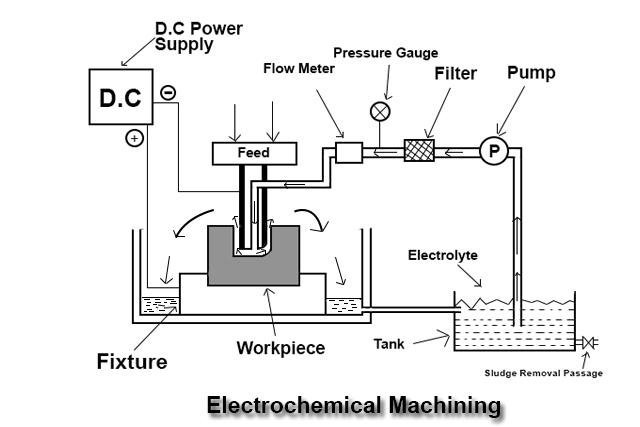 D.C Power
Supply
Pressure Gauge
Flow Meter
Filter
Pump
D.C
−
+
Feed
P
Electrolyte
Fixture
Workpiece
Tank
Sludge Removal Passage
Electrochemical Machining